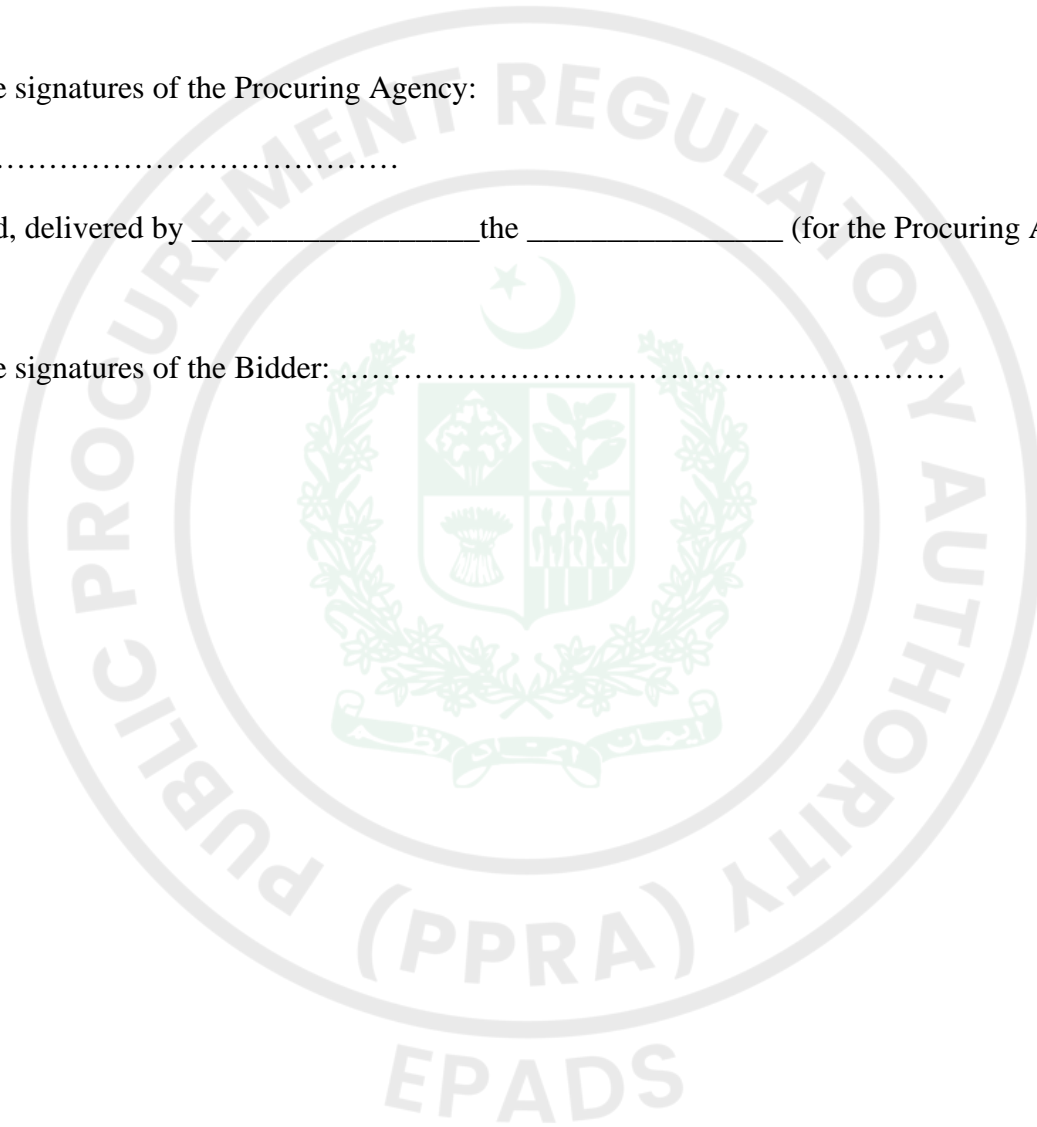 e signatures of the Procuring Agency:
……………………………………
d, delivered by __________________the ________________ (for the Procuring A
e signatures of the Bidder: …………………………………………………
PUBLIC PROCUREMENT REGULATORY AUTHORITY
(PPRA)
EPADS